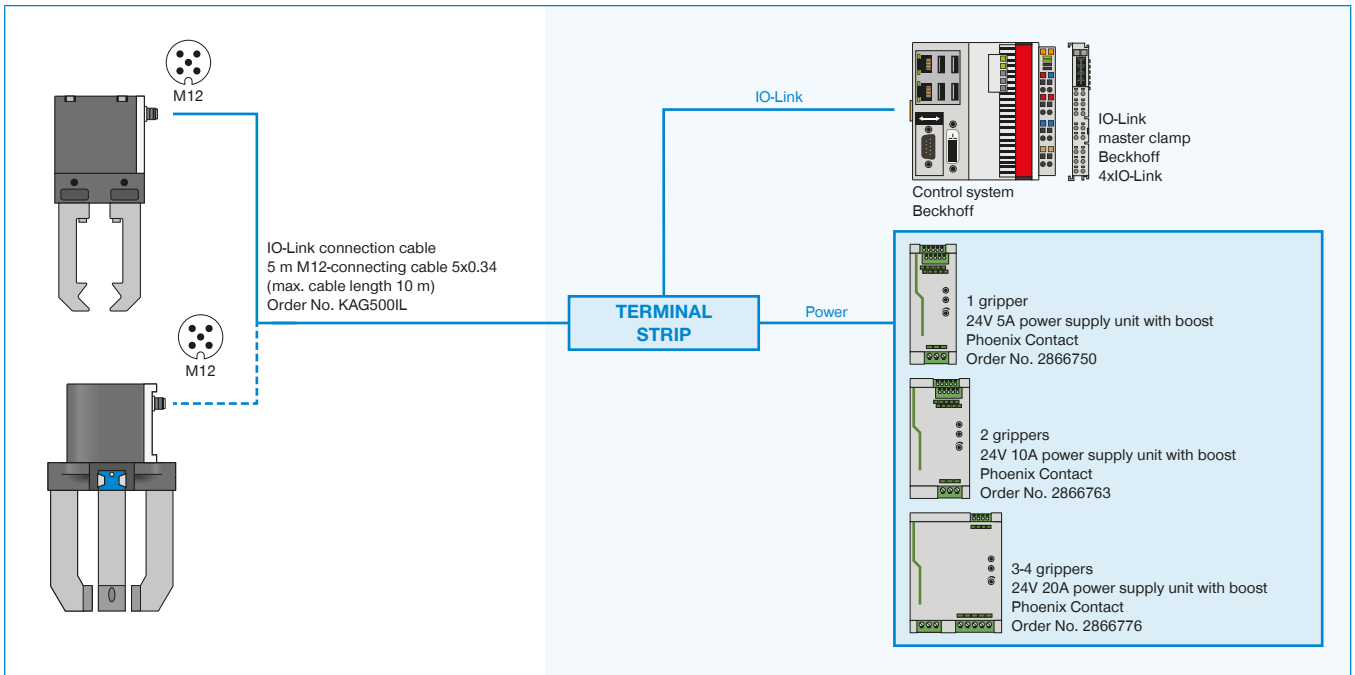 M12
IO-Link connection cable
5 m M12-connecting cable 5x0.34
(max. cable length 10 m)
Order No. KAG500IL
M12
TERMINAL
STRIP
IO-Link
Power
Control system
Beckhoff
IO-Link
master clamp
Beckhoff
4xIO-Link
1 gripper
24V 5A power supply unit with boost
Phoenix Contact
Order No. 2866750
2 grippers
24V 10A power supply unit with boost
Phoenix Contact
Order No. 2866763
3-4 grippers
24V 20A power supply unit with boost
Phoenix Contact
Order No. 2866776